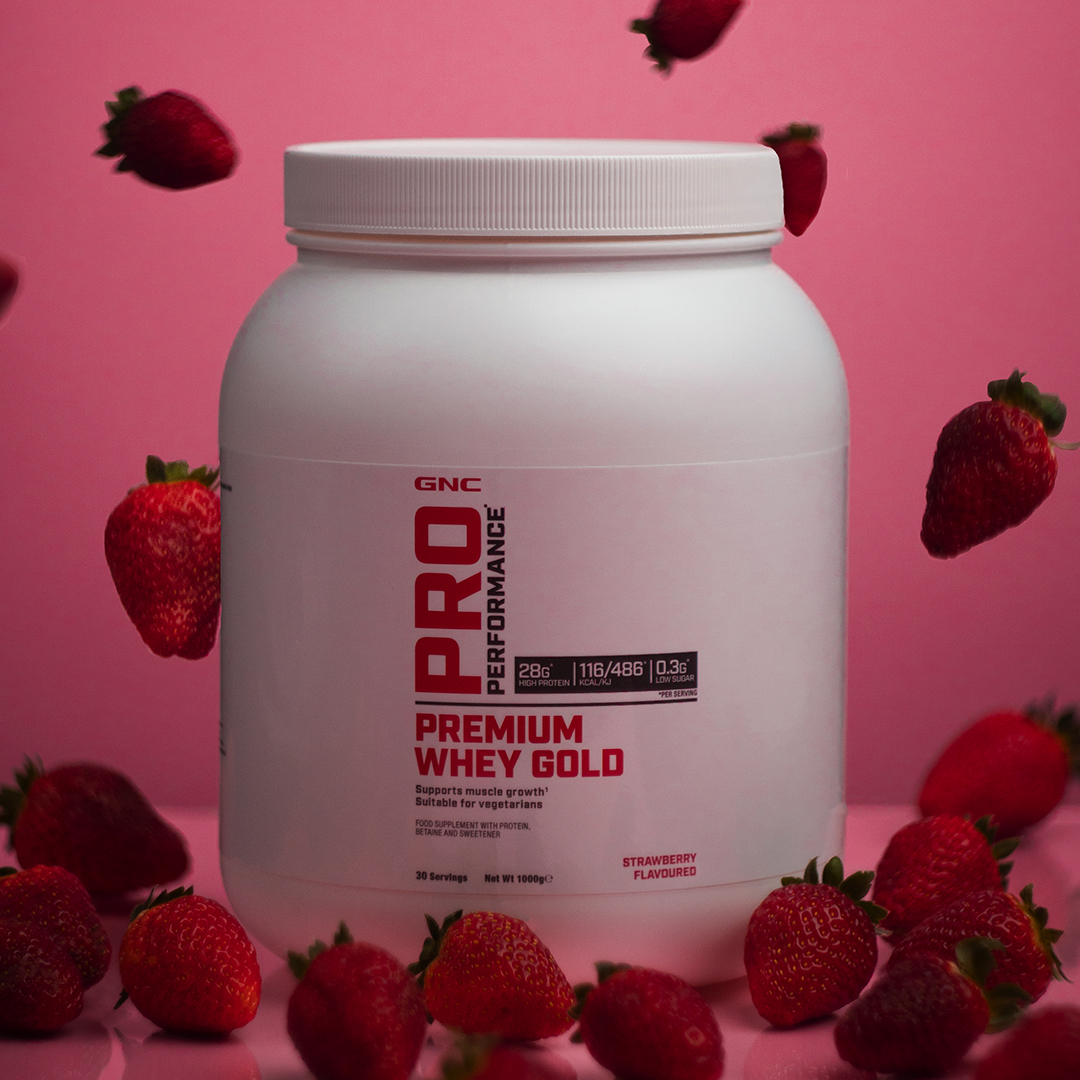 GNC
PRO
PERFORMANCE*
28G* | 116/486* | 0.3G*
HIGH PROTEIN KCAL/KJ LOW SUGAR
*PER SERVING
PREMIUM
WHEY GOLD
Supports muscle growth¹
Suitable for vegetarians
FOOD SUPPLEMENT WITH PROTEIN,
BETAINE AND SWEETENER
STRAWBERRY
FLAVOURED
30 Servings Net Wt 1000g℮